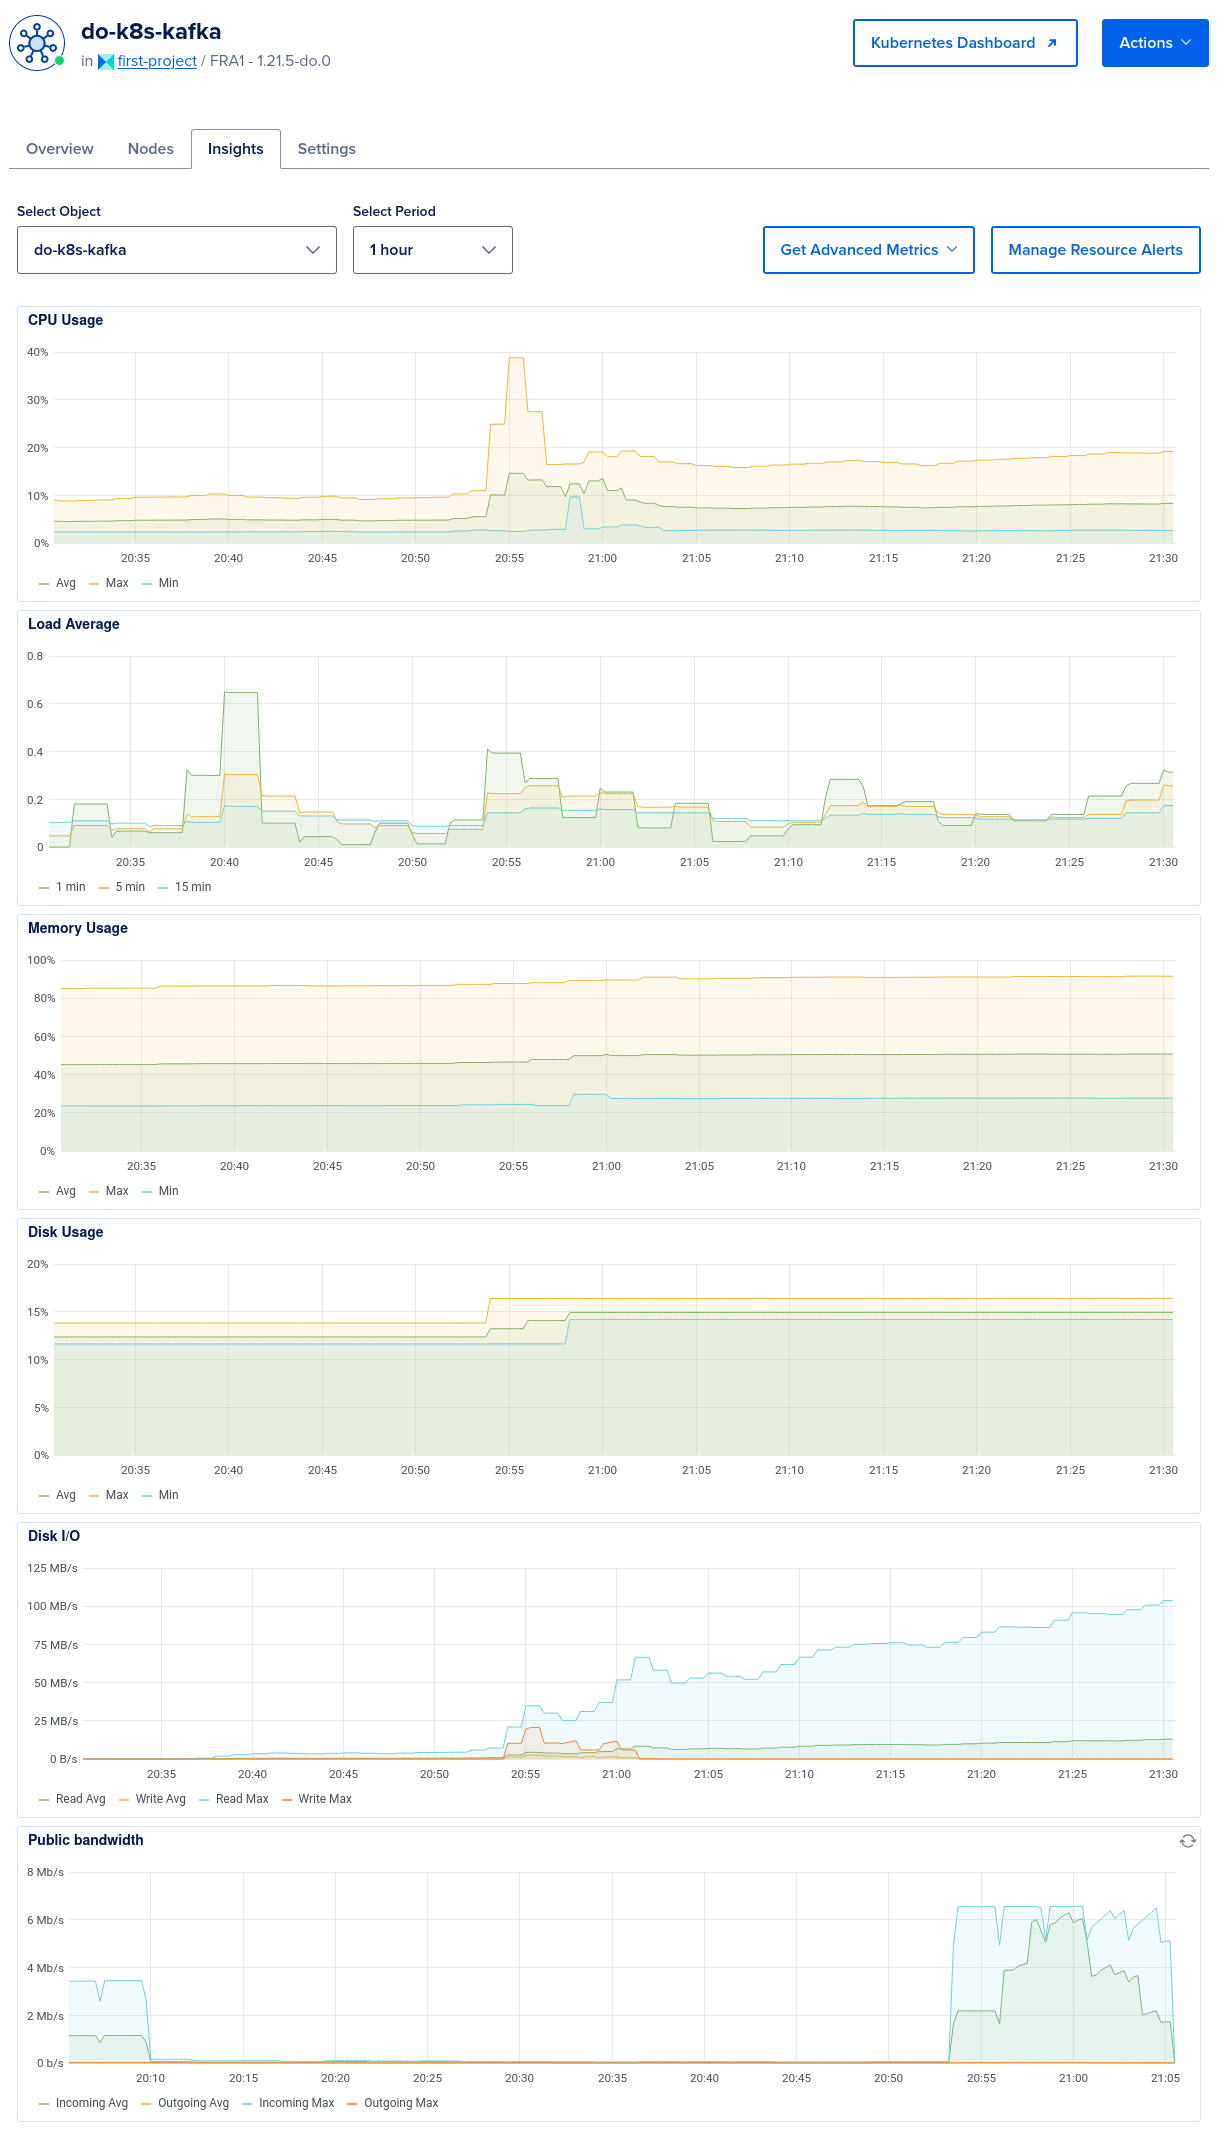 do-k8s-kafka
in first-project / FRA1 - 1.21.5-do.0
Kubernetes Dashboard
Actions
Overview Nodes Insights Settings
Select Object
do-k8s-kafka
Select Period
1 hour
Get Advanced Metrics
Manage Resource Alerts
CPU Usage
40%
30%
20%
10%
0%
20:35 20:40 20:45 20:50 20:55 21:00 21:05 21:10 21:15 21:20 21:25 21:30
Avg Max Min
Load Average
0.8
0.6
0.4
0.2
0
20:35 20:40 20:45 20:50 20:55 21:00 21:05 21:10 21:15 21:20 21:25 21:30
1 min 5 min 15 min
Memory Usage
100%
80%
60%
40%
20%
0%
20:35 20:40 20:45 20:50 20:55 21:00 21:05 21:10 21:15 21:20 21:25 21:30
Avg Max Min
Disk Usage
20%
15%
10%
5%
0%
20:35 20:40 20:45 20:50 20:55 21:00 21:05 21:10 21:15 21:20 21:25 21:30
Avg Max Min
Disk I/O
125 MB/s
100 MB/s
75 MB/s
50 MB/s
25 MB/s
0 B/s
20:35 20:40 20:45 20:50 20:55 21:00 21:05 21:10 21:15 21:20 21:25 21:30
Read Avg Write Avg Read Max Write Max
Public bandwidth
8 Mb/s
6 Mb/s
4 Mb/s
2 Mb/s
0 b/s
20:10 20:15 20:20 20:25 20:30 20:35 20:40 20:45 20:50 20:55 21:00 21:05
Incoming Avg Outgoing Avg Incoming Max Outgoing Max